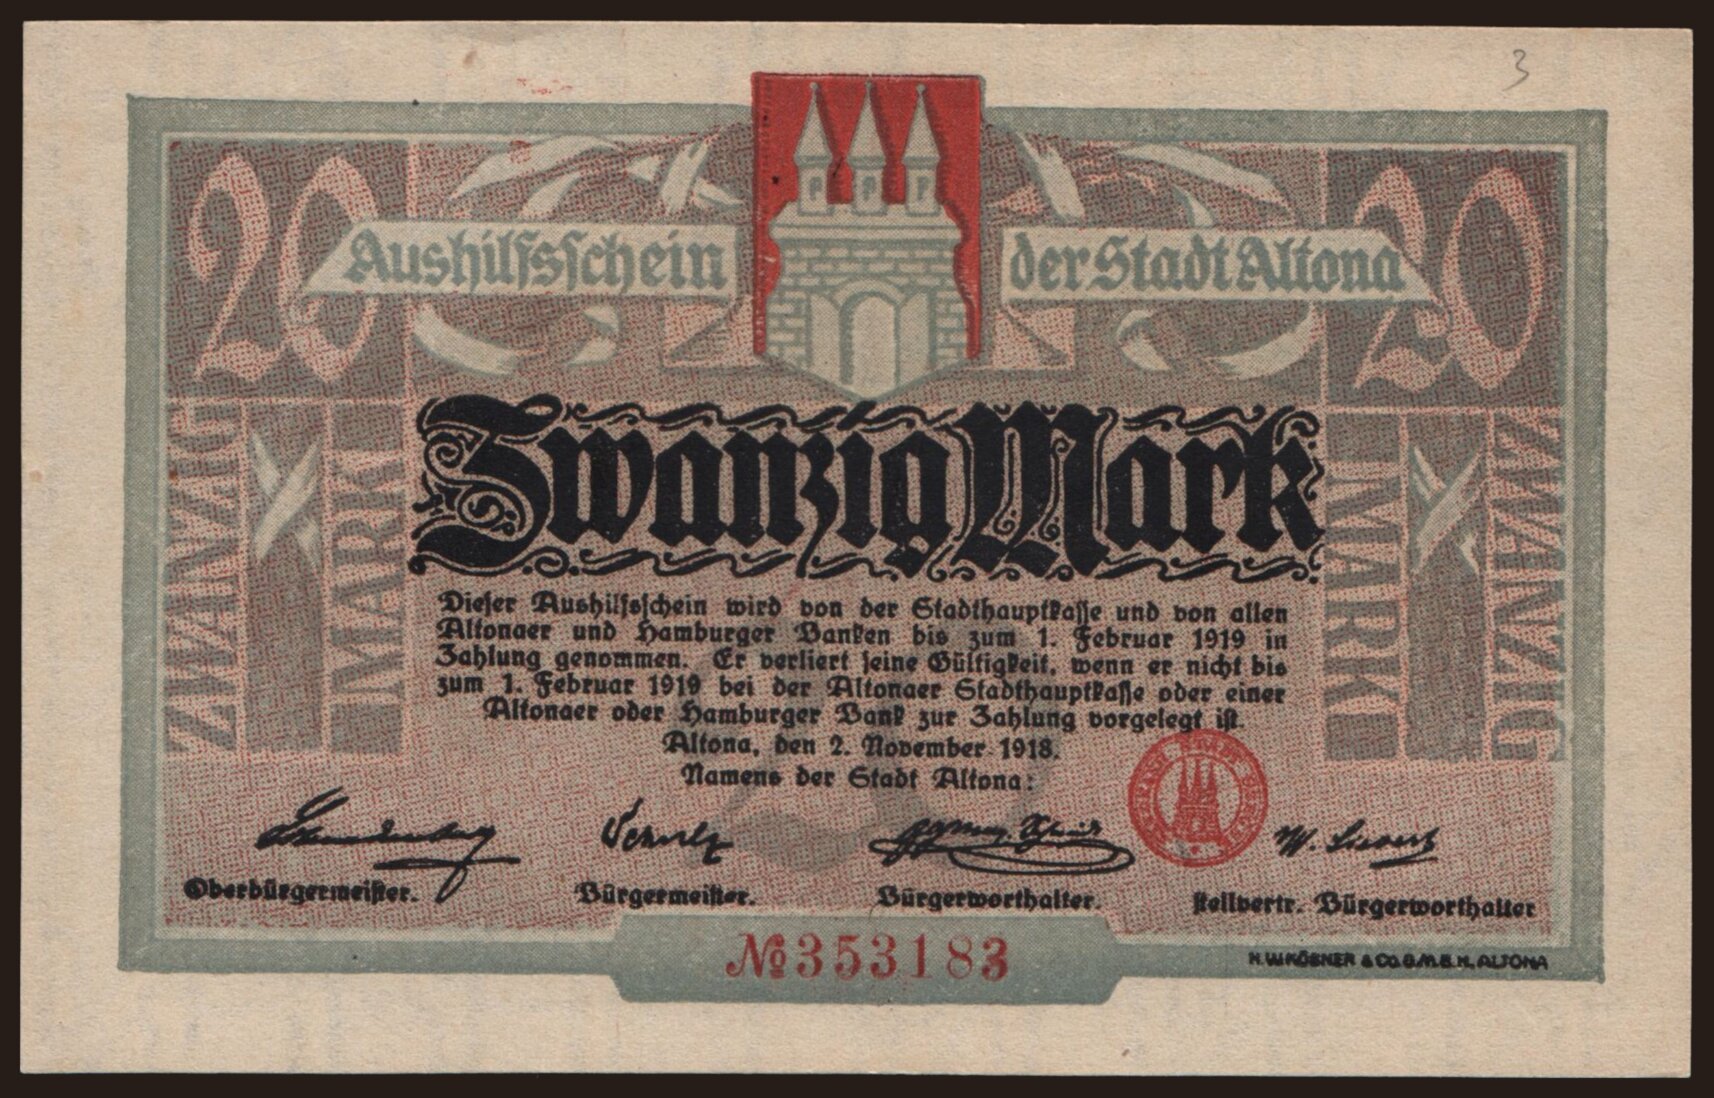 3
20
20
Aushilfsschein der Stadt Altona
ZWANZIG
MARK
MARK
ZWANZIG
Zwanzig Mark
Dieser Aushilfsschein wird von der Stadthauptkasse und von allen
Altonaer und Hamburger Banken bis zum 1. Februar 1919 in
Zahlung genommen. Er verliert seine Gültigkeit, wenn er nicht bis
zum 1. Februar 1919 bei der Altonaer Stadthauptkasse oder einer
Altonaer oder Hamburger Bank zur Zahlung vorgelegt ist.
Altona, den 2. November 1918.
Namens der Stadt Altona:
W. Sievert
Oberbürgermeister. Bürgermeister. Bürgerworthalter. stellvertr. Bürgerworthalter
№353183
H.W.KÖBNER & CO.G.M.B.H.ALTONA